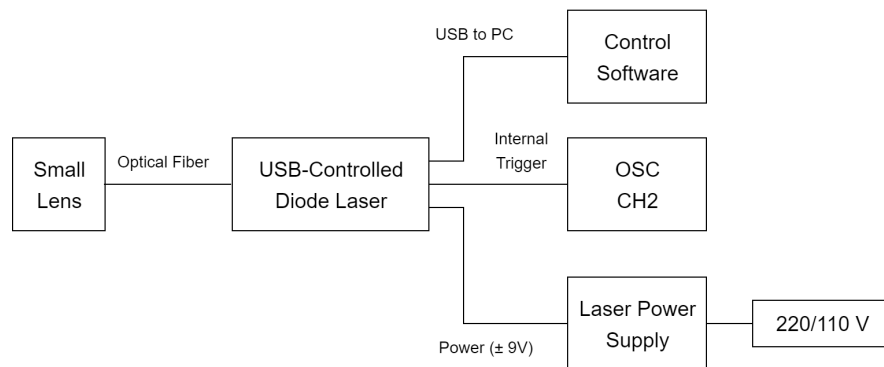 USB to PC
Control
Software
Small
Lens
Optical Fiber
USB-Controlled
Diode Laser
Internal
Trigger
OSC
CH2
Power (± 9V)
Laser Power
Supply
220/110 V